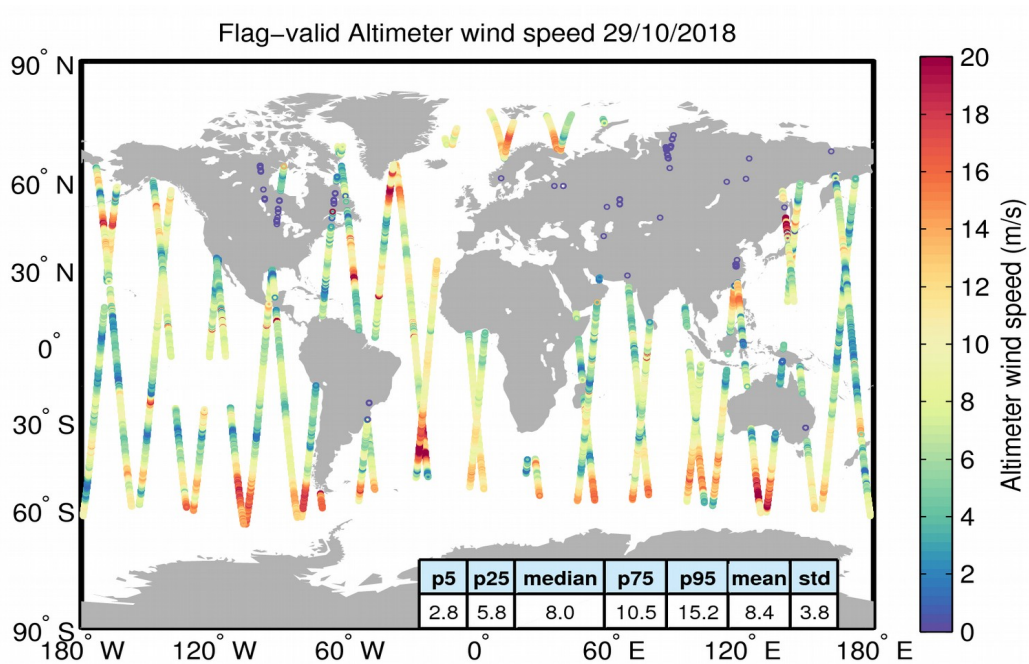 Flag−valid Altimeter wind speed 29/10/2018
90° N
60° N
30° N
0°
30° S
60° S
90° S
180° W
120° W
60° W
0°
60° E
120° E
180° E
p5 p25 median p75 p95 mean std
2.8 5.8 8.0 10.5 15.2 8.4 3.8
20
18
16
14
12
10
8
6
4
2
0
Altimeter wind speed (m/s)